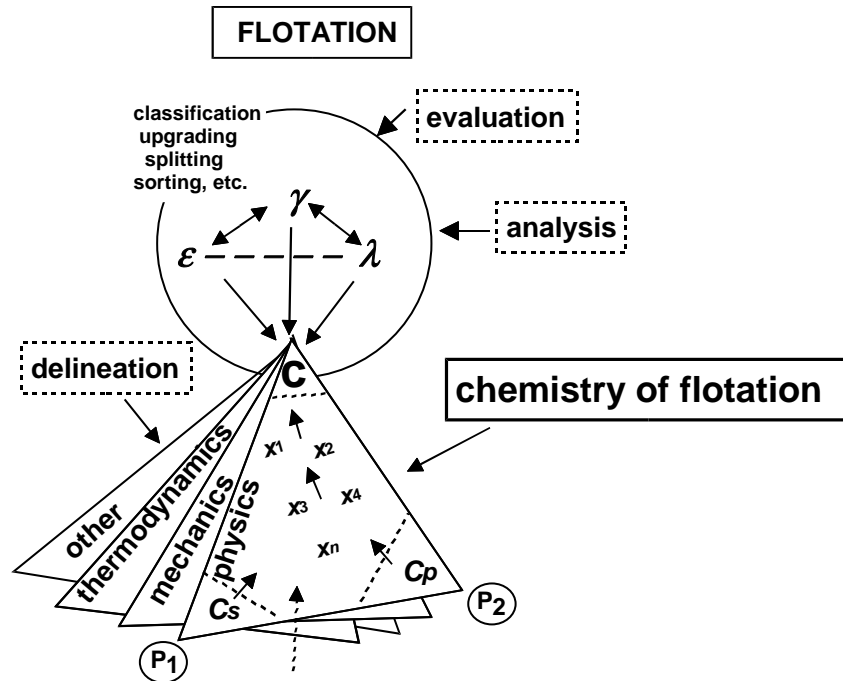 FLOTATION
classification
upgrading
splitting
sorting, etc.
evaluation
γ
analysis
ε
λ
delineation
C
chemistry of flotation
x1
x2
x3
x4
xn
other
thermodynamics
mechanics
physics
Cs
Cp
P1
P2